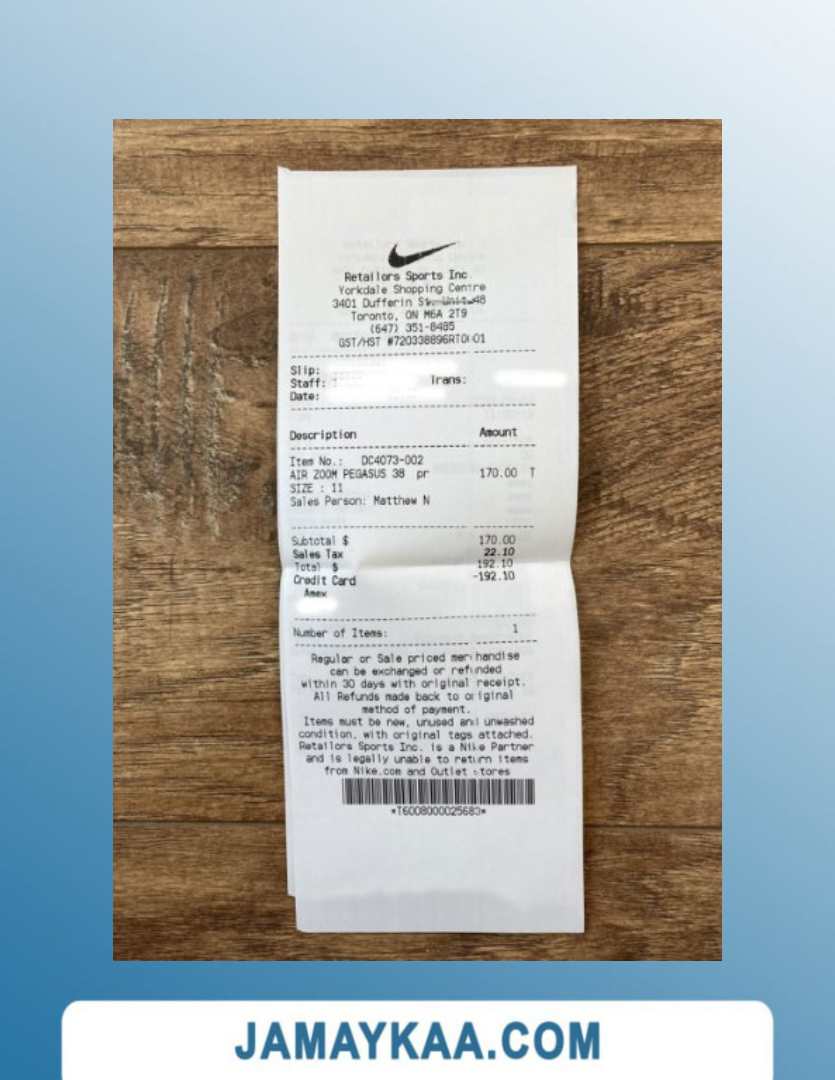 Retailors Sports Inc.
Yorkdale Shopping Centre
3401 Dufferin St. Unit 48
Toronto, ON M6A 2T9
(647) 351-8485
GST/HST #720338896RT0001
Slip:
Staff:
Trans:
Date:
Description Amount
Item No.: DC4073-002
AIR ZOOM PEGASUS 38 pr 170.00 T
SIZE : 11
Sales Person: Matthew N
Subtotal $ 170.00
Sales Tax 22.10
Total $ 192.10
Credit Card -192.10
Amex
Number of Items: 1
Regular or Sale priced merchandise
can be exchanged or refunded
within 30 days with original receipt.
All Refunds made back to original
method of payment.
Items must be new, unused and unwashed
condition, with original tags attached.
Retailors Sports Inc. is a Nike Partner
and is legally unable to return items
from Nike.com and Outlet stores
*T6008000025683*
JAMAYKAA.COM